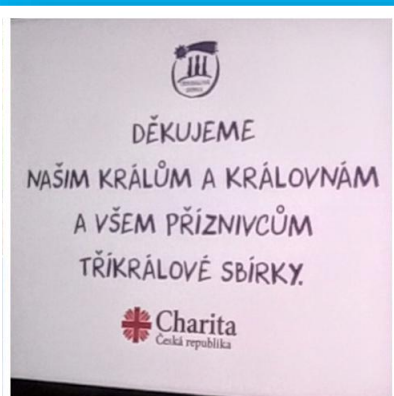 DĚKUJEME
NAŠIM KRÁLŮM A KRÁLOVNÁM
A VŠEM PŘÍZNIVCŮM
TŘÍKRÁLOVÉ SBÍRKY.
Charita
Česká republika